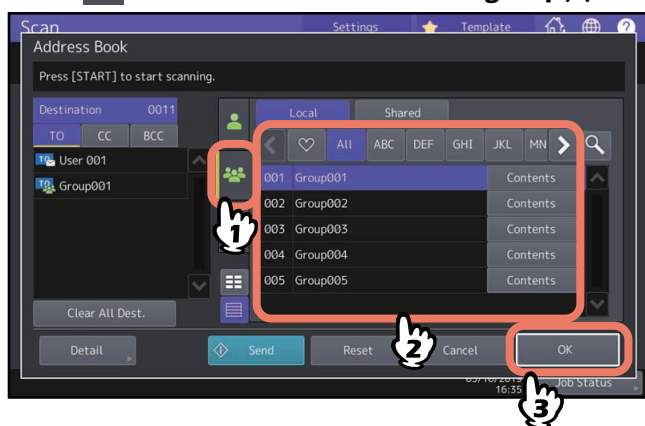 Scan Settings Template ?
Address Book
Press [START] to start scanning.
Destination 0011 Local Shared
TO CC BCC All ABC DEF GHI JKL MN
TO User 001
TO Group001
001 Group001 Contents
002 Group002 Contents
003 Group003 Contents
004 Group004 Contents
005 Group005 Contents
Clear All Dest.
Detail Send Reset Cancel OK
16:35 Job Status
1
2
3